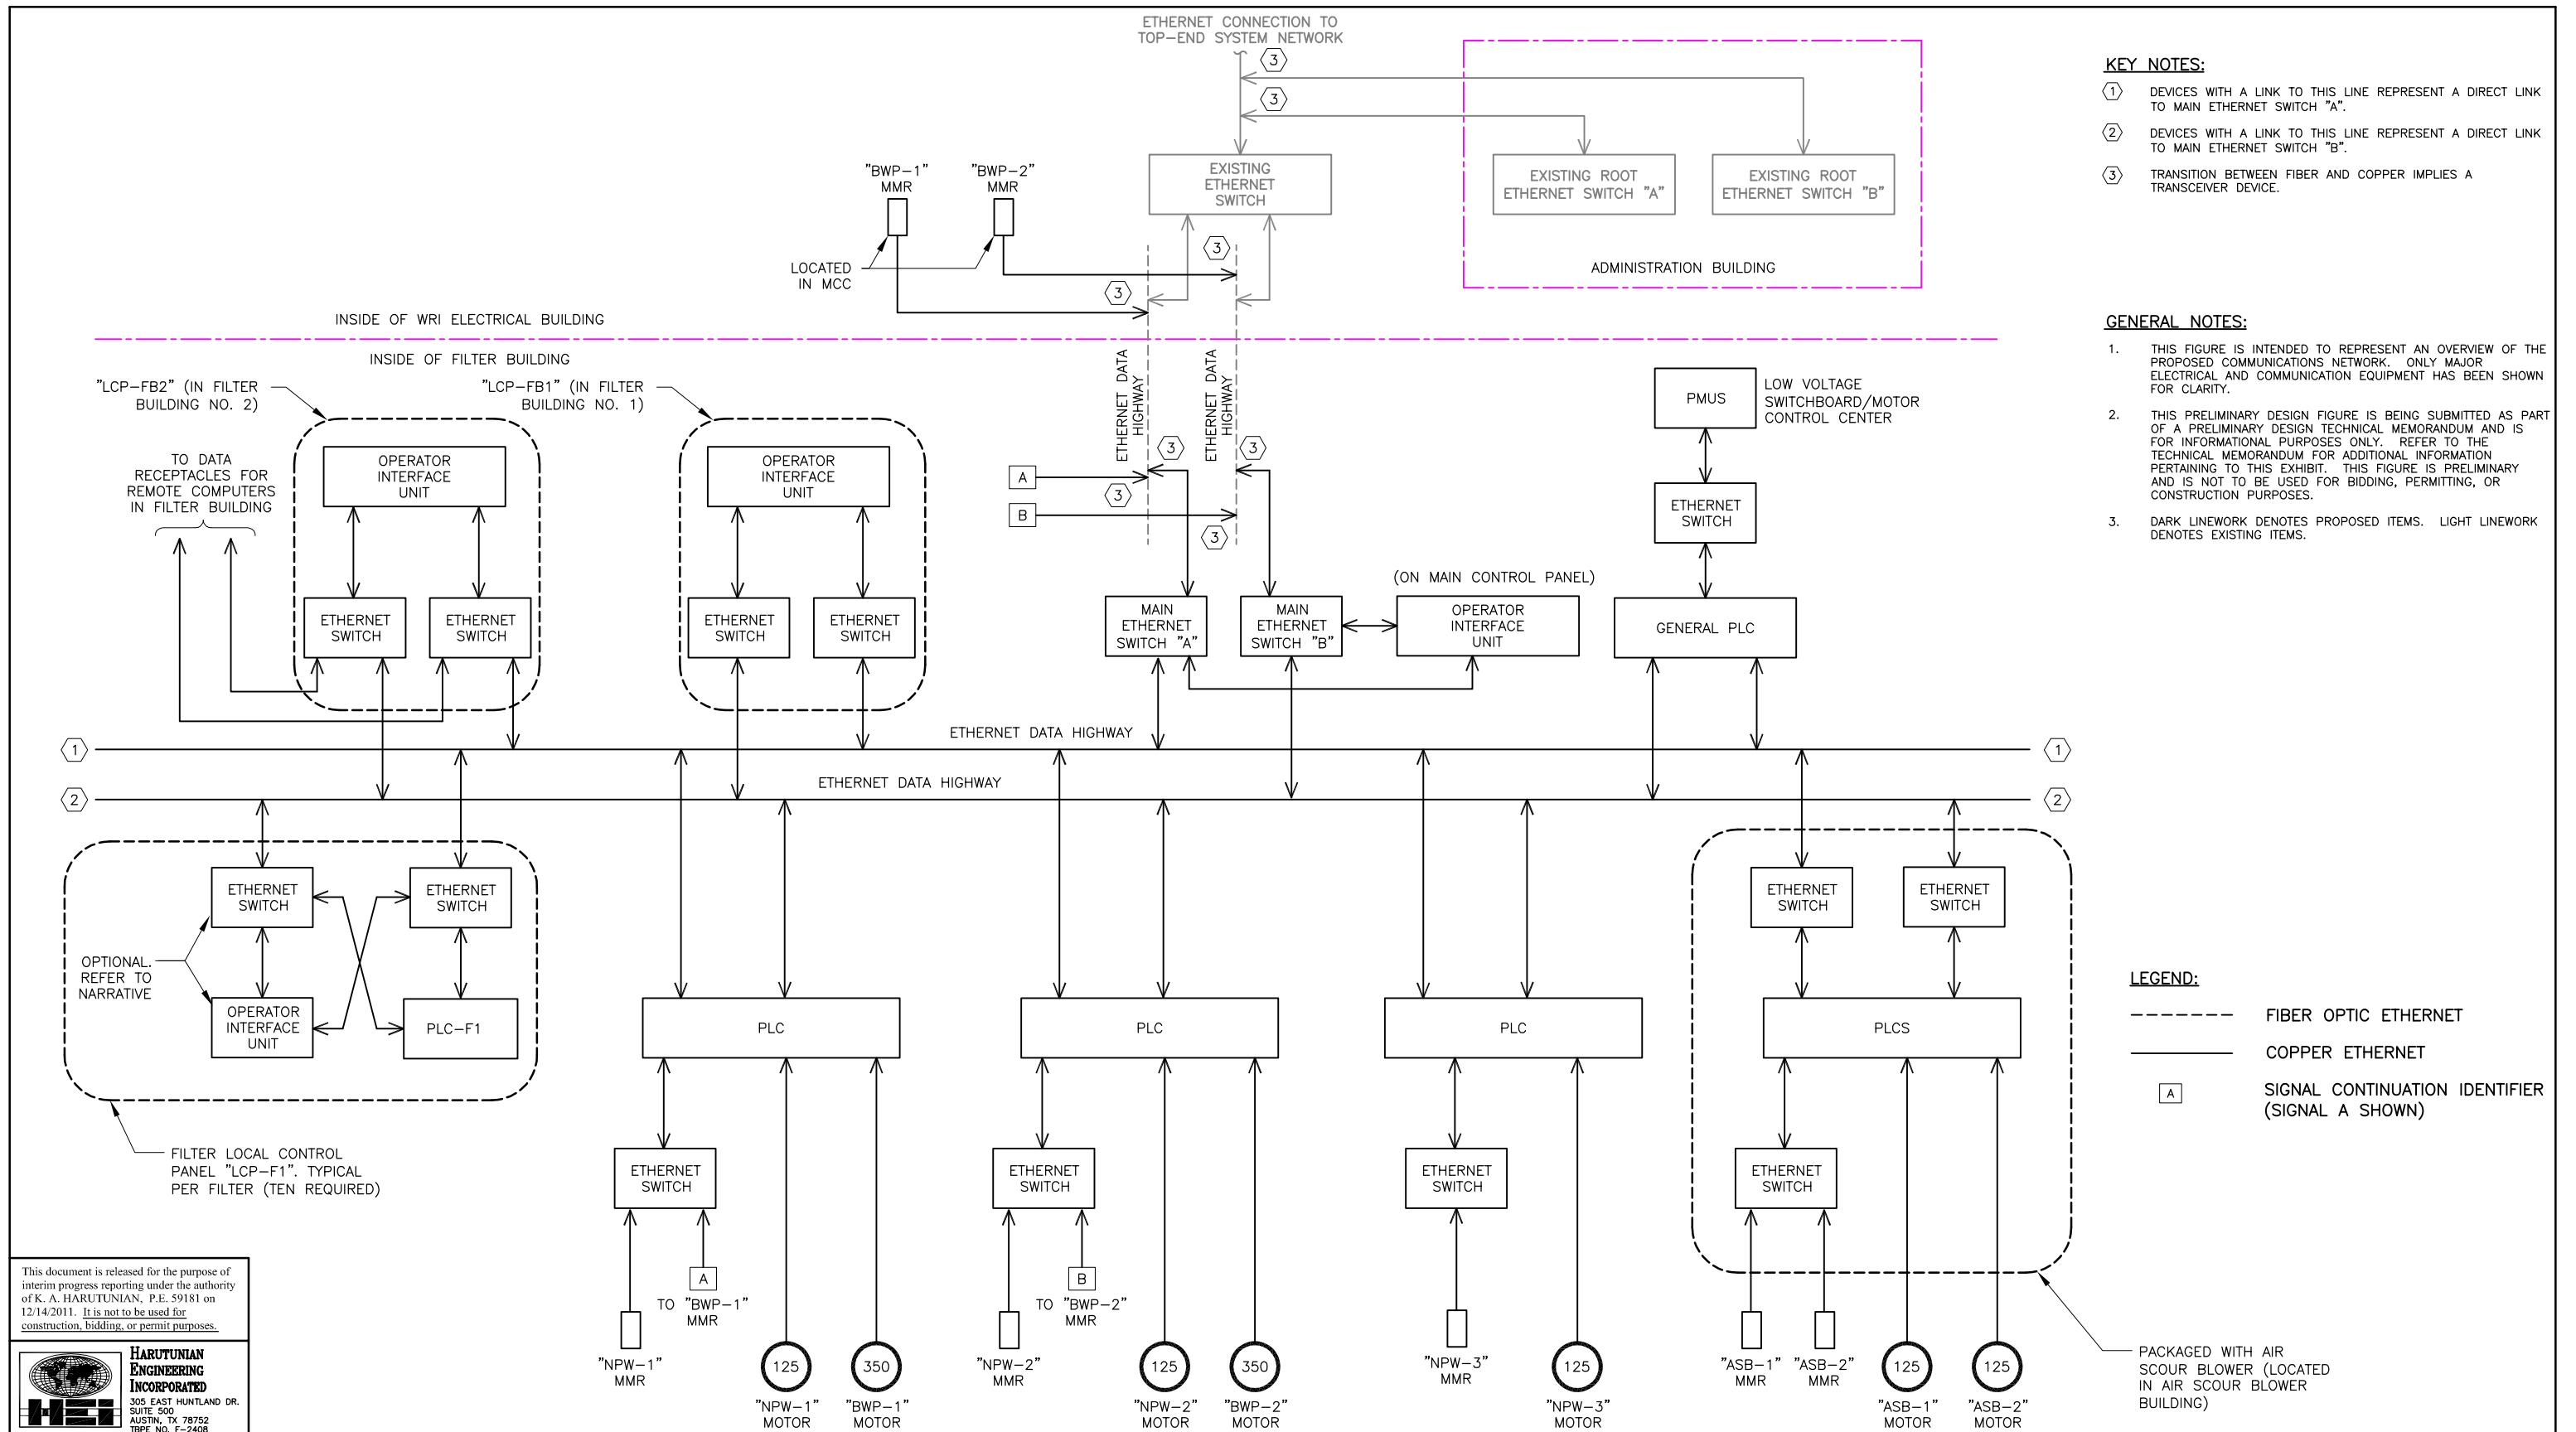 ETHERNET CONNECTION TO
TOP-END SYSTEM NETWORK
3
3
EXISTING
ETHERNET
SWITCH
EXISTING ROOT
ETHERNET SWITCH "A"
EXISTING ROOT
ETHERNET SWITCH "B"
ADMINISTRATION BUILDING
"BWP-1"
MMR
"BWP-2"
MMR
LOCATED
IN MCC
3
3
INSIDE OF WRI ELECTRICAL BUILDING
INSIDE OF FILTER BUILDING
KEY NOTES:
1 DEVICES WITH A LINK TO THIS LINE REPRESENT A DIRECT LINK
TO MAIN ETHERNET SWITCH "A".
2 DEVICES WITH A LINK TO THIS LINE REPRESENT A DIRECT LINK
TO MAIN ETHERNET SWITCH "B".
3 TRANSITION BETWEEN FIBER AND COPPER IMPLIES A
TRANSCEIVER DEVICE.
GENERAL NOTES:
1. THIS FIGURE IS INTENDED TO REPRESENT AN OVERVIEW OF THE
PROPOSED COMMUNICATIONS NETWORK. ONLY MAJOR
ELECTRICAL AND COMMUNICATION EQUIPMENT HAS BEEN SHOWN
FOR CLARITY.
2. THIS PRELIMINARY DESIGN FIGURE IS BEING SUBMITTED AS PART
OF A PRELIMINARY DESIGN TECHNICAL MEMORANDUM AND IS
FOR INFORMATIONAL PURPOSES ONLY. REFER TO THE
TECHNICAL MEMORANDUM FOR ADDITIONAL INFORMATION
PERTAINING TO THIS EXHIBIT. THIS FIGURE IS PRELIMINARY
AND IS NOT TO BE USED FOR BIDDING, PERMITTING, OR
CONSTRUCTION PURPOSES.
3. DARK LINEWORK DENOTES PROPOSED ITEMS. LIGHT LINEWORK
DENOTES EXISTING ITEMS.
"LCP-FB2" (IN FILTER
BUILDING NO. 2)
"LCP-FB1" (IN FILTER
BUILDING NO. 1)
TO DATA
RECEPTACLES FOR
REMOTE COMPUTERS
IN FILTER BUILDING
OPERATOR
INTERFACE
UNIT
OPERATOR
INTERFACE
UNIT
ETHERNET DATA
HIGHWAY
ETHERNET DATA
HIGHWAY
A
B
3
3
3
3
PMUS
LOW VOLTAGE
SWITCHBOARD/MOTOR
CONTROL CENTER
ETHERNET
SWITCH
ETHERNET
SWITCH
ETHERNET
SWITCH
ETHERNET
SWITCH
ETHERNET
SWITCH
MAIN
ETHERNET
SWITCH "A"
MAIN
ETHERNET
SWITCH "B"
(ON MAIN CONTROL PANEL)
OPERATOR
INTERFACE
UNIT
GENERAL PLC
1
ETHERNET DATA HIGHWAY
1
2
ETHERNET DATA HIGHWAY
2
ETHERNET
SWITCH
ETHERNET
SWITCH
OPTIONAL.
REFER TO
NARRATIVE
OPERATOR
INTERFACE
UNIT
PLC-F1
FILTER LOCAL CONTROL
PANEL "LCP-F1". TYPICAL
PER FILTER (TEN REQUIRED)
PLC
PLC
PLC
ETHERNET
SWITCH
ETHERNET
SWITCH
PLCS
ETHERNET
SWITCH
ETHERNET
SWITCH
ETHERNET
SWITCH
ETHERNET
SWITCH
A
TO "BWP-1"
MMR
B
TO "BWP-2"
MMR
"NPW-1"
MMR
125
"NPW-1"
MOTOR
350
"BWP-1"
MOTOR
"NPW-2"
MMR
125
"NPW-2"
MOTOR
350
"BWP-2"
MOTOR
"NPW-3"
MMR
125
"NPW-3"
MOTOR
"ASB-1"
MMR
"ASB-2"
MMR
125
"ASB-1"
MOTOR
125
"ASB-2"
MOTOR
PACKAGED WITH AIR
SCOUR BLOWER (LOCATED
IN AIR SCOUR BLOWER
BUILDING)
LEGEND:
FIBER OPTIC ETHERNET
COPPER ETHERNET
A SIGNAL CONTINUATION IDENTIFIER
(SIGNAL A SHOWN)
This document is released for the purpose of
interim progress reporting under the authority
of K. A. HARUTUNIAN, P.E. 59181 on
12/14/2011. It is not to be used for
construction, bidding, or permit purposes.
HEI
HARUTUNIAN
ENGINEERING
INCORPORATED
305 EAST HUNTLAND DR.
SUITE 500
AUSTIN, TX 78752
TBPE NO. F-2408